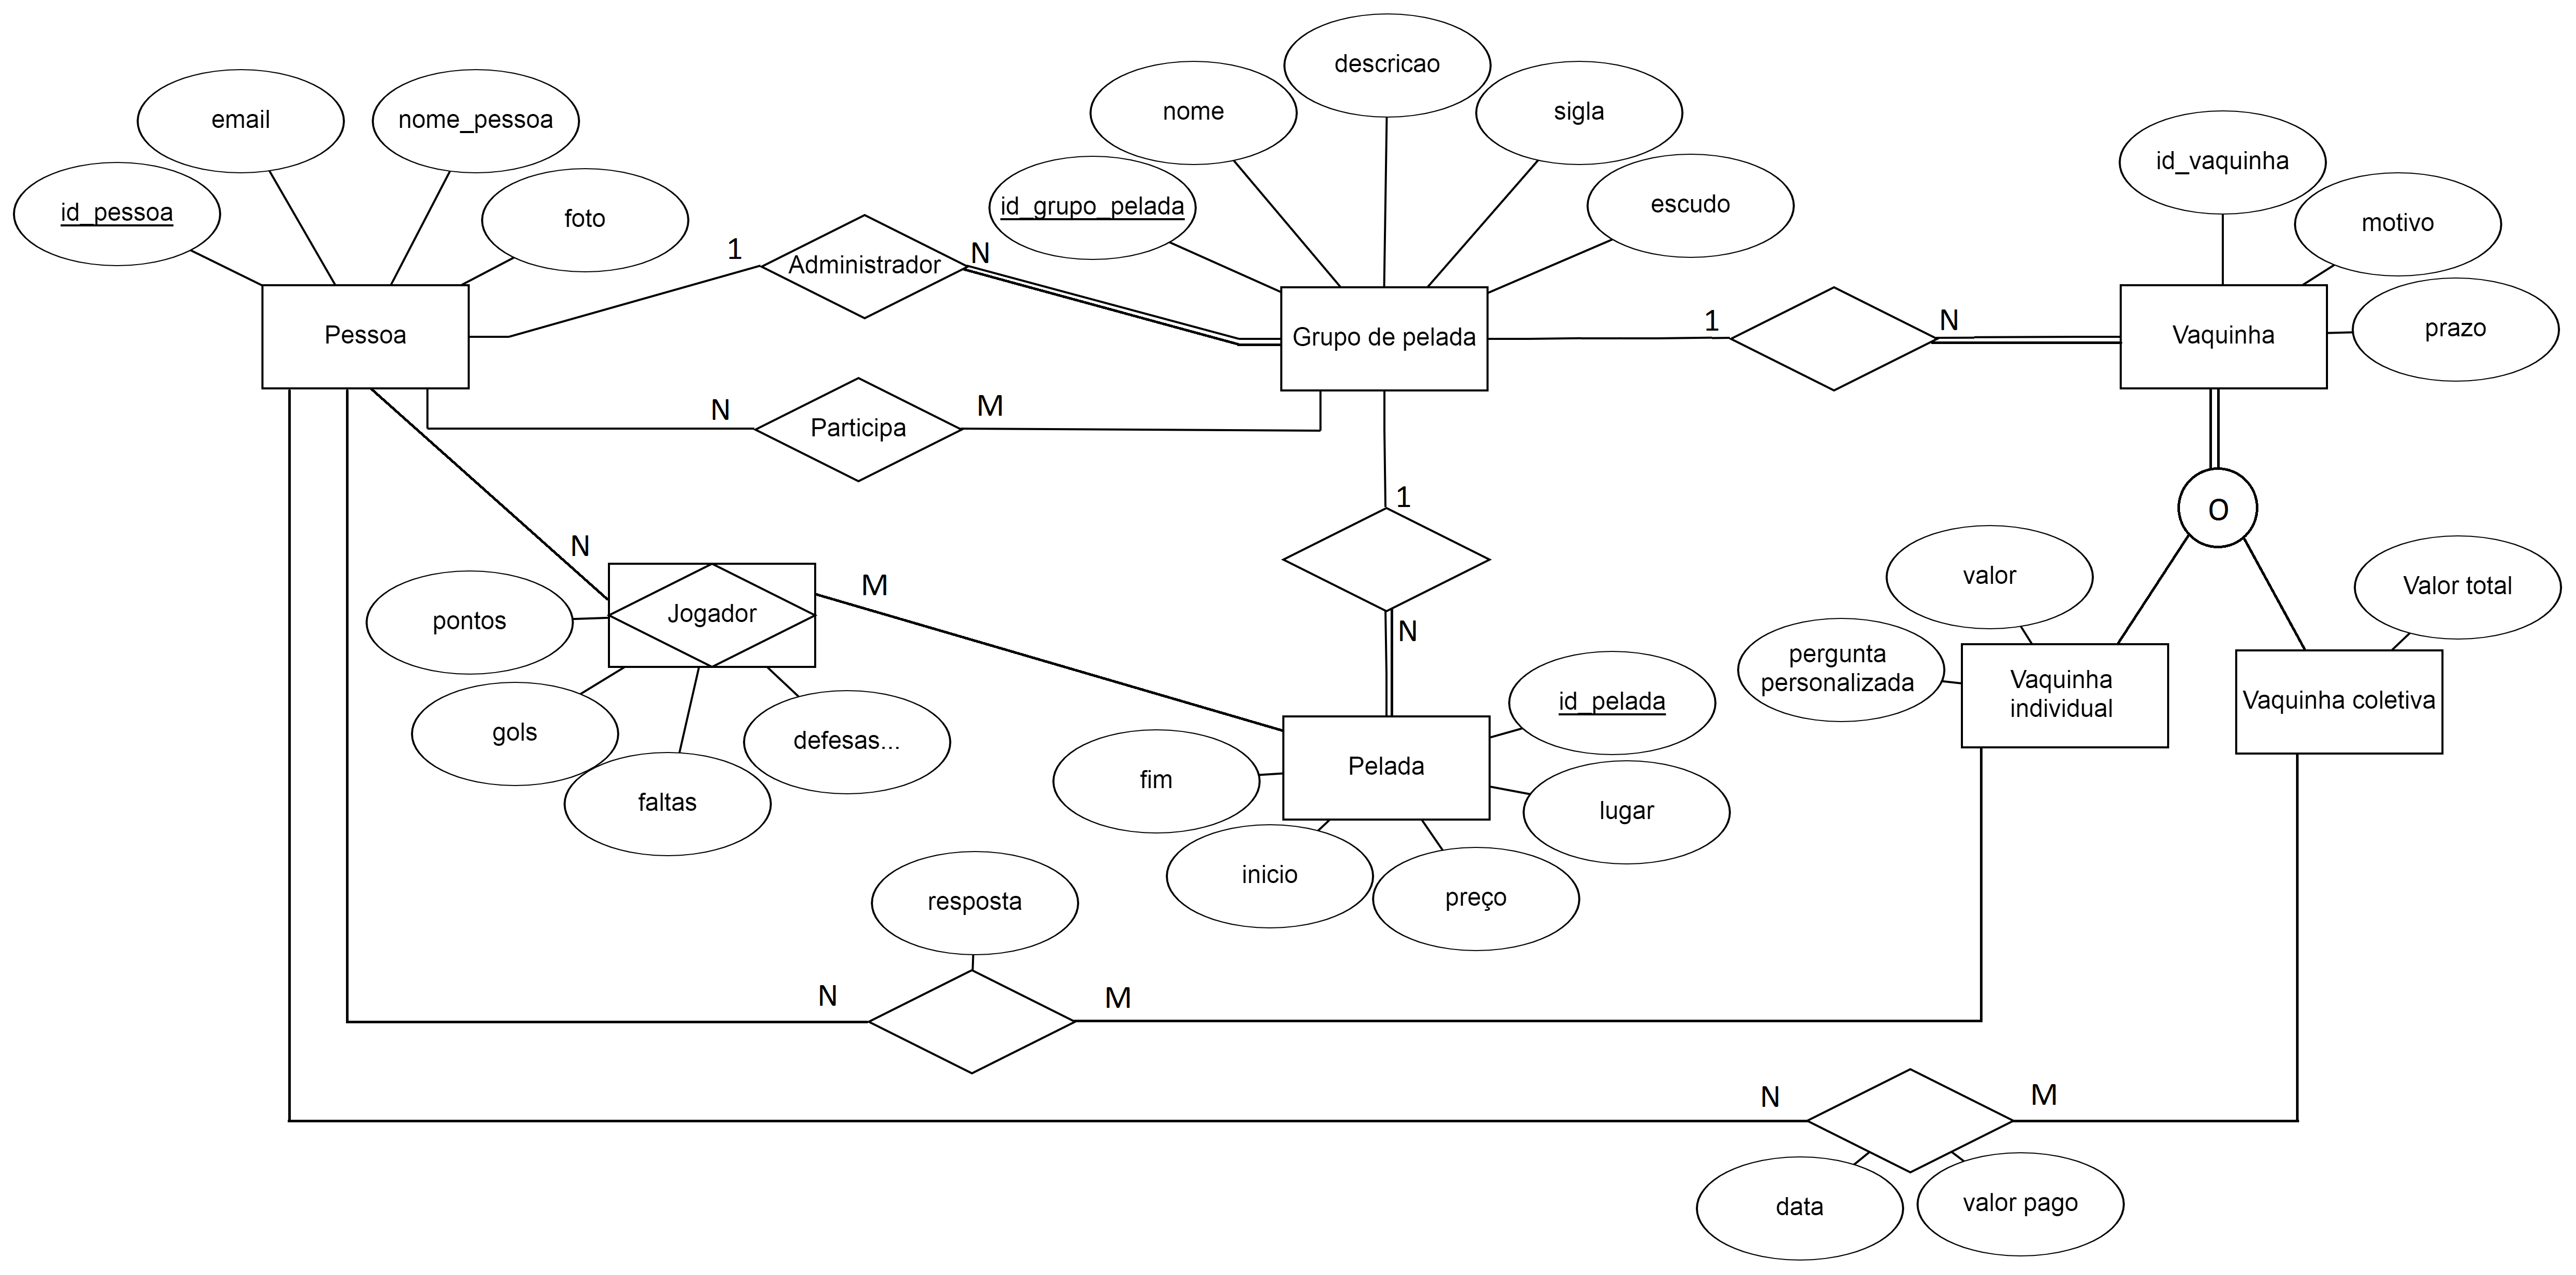 descricao
nome
sigla
email
nome_pessoa
id_vaquinha
id_pessoa
foto
id_grupo_pelada
escudo
motivo
1
Administrador
N
Pessoa
Grupo de pelada
1
N
Vaquinha
prazo
N
Participa
M
1
O
N
M
pontos
Jogador
N
valor
Valor total
pergunta
personalizada
Vaquinha
individual
Vaquinha coletiva
gols
defesas...
faltas
id_pelada
fim
Pelada
lugar
inicio
preço
resposta
N
M
N
M
data
valor pago